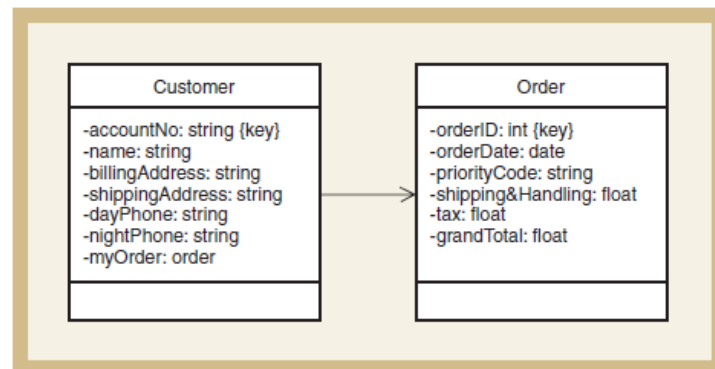 Customer
-accountNo: string {key}
-name: string
-billingAddress: string
-shippingAddress: string
-dayPhone: string
-nightPhone: string
-myOrder: order
Order
-orderID: int {key}
-orderDate: date
-priorityCode: string
-shipping&Handling: float
-tax: float
-grandTotal: float